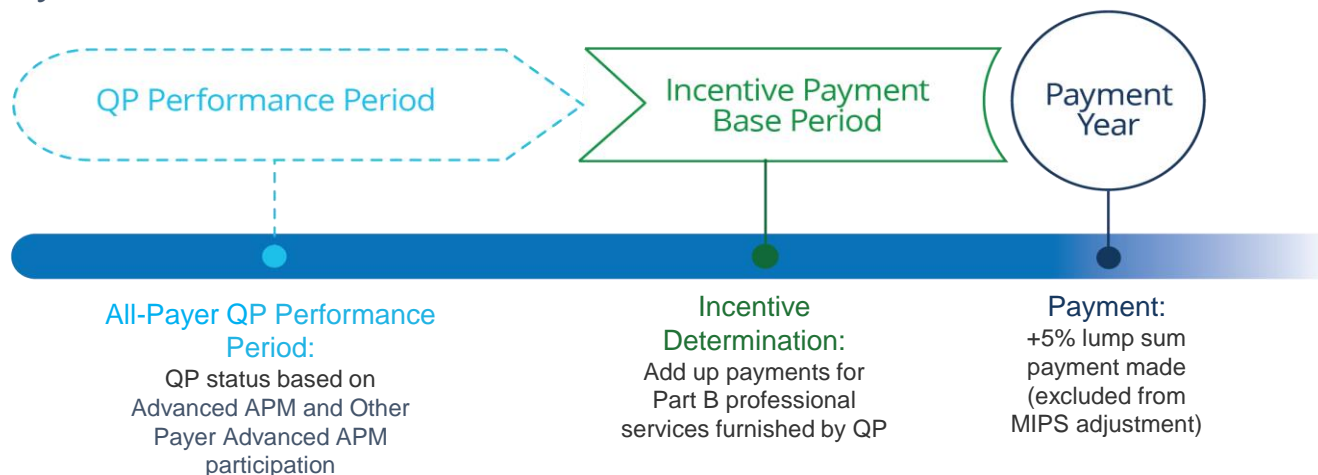 QP Performance Period
Incentive Payment
Base Period
Payment
Year
All-Payer QP Performance
Period:
QP status based on
Advanced APM and Other
Payer Advanced APM
participation
Incentive
Determination:
Add up payments for
Part B professional
services furnished by QP
Payment:
+5% lump sum
payment made
(excluded from
MIPS adjustment)